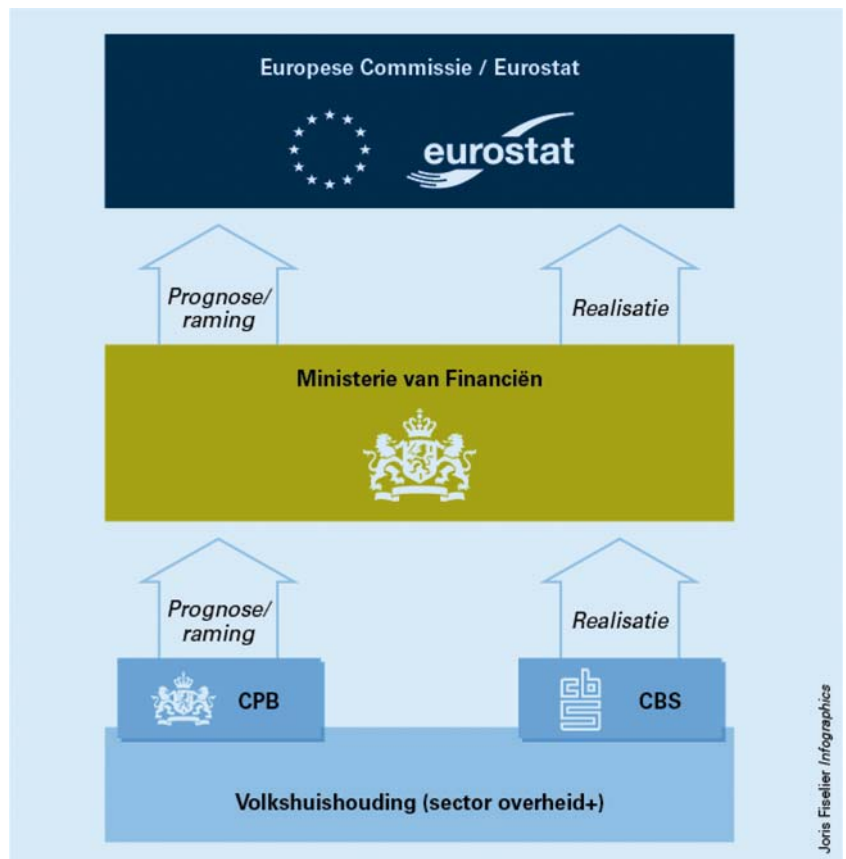 Europese Commissie / Eurostat
eurostat
Prognose/
raming
Realisatie
Ministerie van Financiën
Prognose/
raming
Realisatie
CPB
cbs
CBS
Volkshuishouding (sector overheid+)
Joris Fiselier Infographics